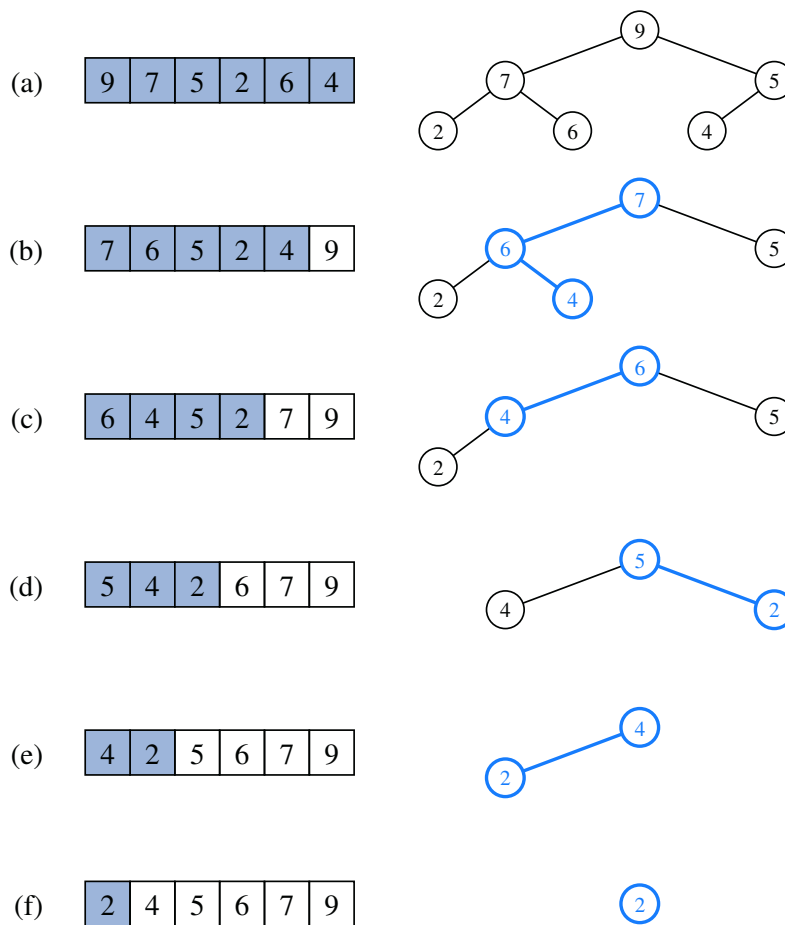 9
(a) 9 7 5 2 6 4
7 5
2 6 4
7
(b) 7 6 5 2 4 9
6 5
2 4
6
(c) 6 4 5 2 7 9
4 5
2
5
(d) 5 4 2 6 7 9
4 2
4
(e) 4 2 5 6 7 9
2
(f) 2 4 5 6 7 9
2